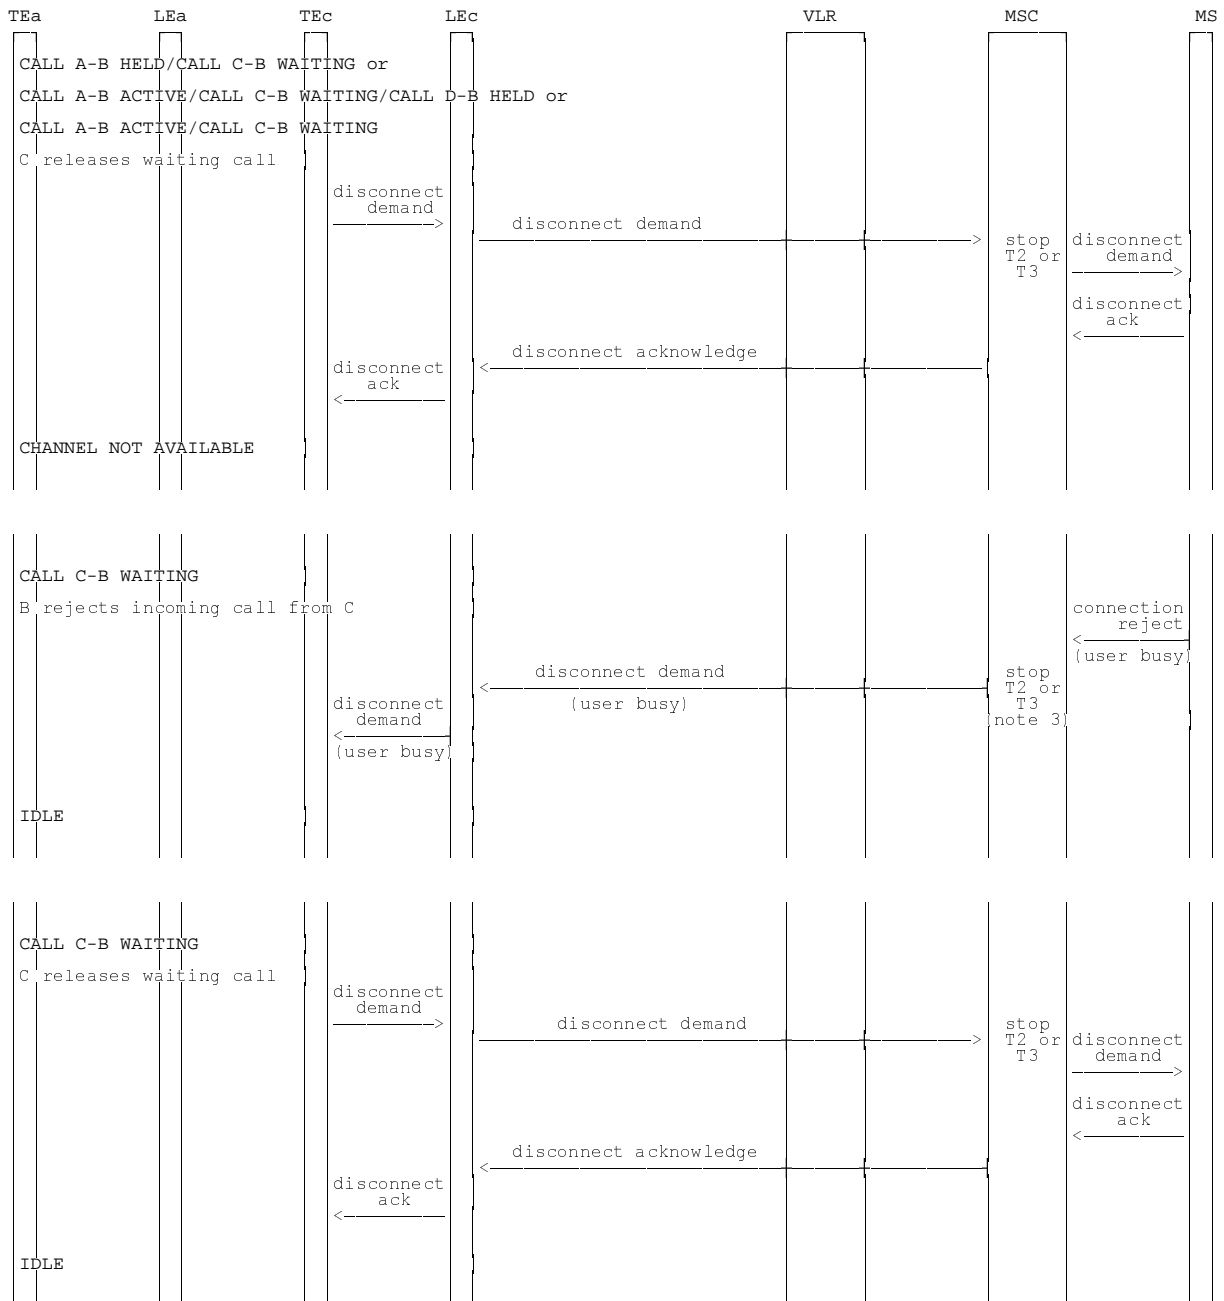 TEa LEa TEc LEc VLR MSC MS
CALL A-B HELD/CALL C-B WAITING or
CALL A-B ACTIVE/CALL C-B WAITING/CALL D-B HELD or
CALL A-B ACTIVE/CALL C-B WAITING
C releases waiting call
disconnect
demand
disconnect demand
stop
T2 or
T3
disconnect
demand
disconnect
ack
disconnect acknowledge
disconnect
ack
CHANNEL NOT AVAILABLE
CALL C-B WAITING
B rejects incoming call from C
connection
reject
(user busy)
stop
T2 or
T3
(note 3)
disconnect demand
(user busy)
disconnect
demand
(user busy)
IDLE
CALL C-B WAITING
C releases waiting call
disconnect
demand
disconnect demand
stop
T2 or
T3
disconnect
demand
disconnect
ack
disconnect acknowledge
disconnect
ack
IDLE